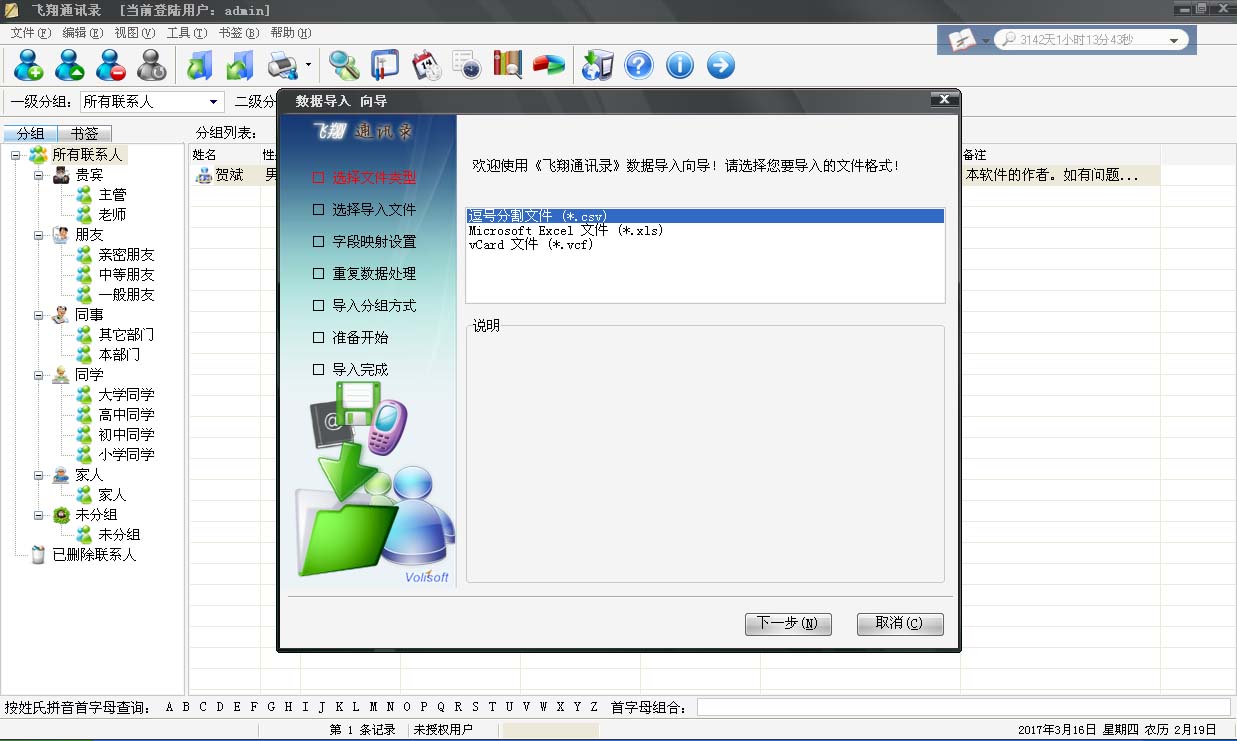 飞翔通讯录 [当前登陆用户：admin]
文件(F) 编辑(E) 视图(V) 工具(T) 书签(B) 帮助(H)
3142天1小时13分43秒
一级分组： 所有联系人 二级分
数据导入 向导
分组 书签
分组列表：
姓名 性 备注
贺斌 男 本软件的作者。如有问题...
所有联系人
贵宾
主管
老师
朋友
亲密朋友
中等朋友
一般朋友
同事
其它部门
本部门
同学
大学同学
高中同学
初中同学
小学同学
家人
家人
未分组
未分组
已删除联系人
飞翔 通讯录
选择文件类型
选择导入文件
字段映射设置
重复数据处理
导入分组方式
准备开始
导入完成
@
Volisoft
欢迎使用《飞翔通讯录》数据导入向导！请选择您要导入的文件格式！
逗号分割文件 (*.csv)
Microsoft Excel 文件 (*.xls)
vCard 文件 (*.vcf)
说明
下一步(N) 取消(C)
按姓氏拼音首字母查询： A B C D E F G H I J K L M N O P Q R S T U V W X Y Z 首字母组合：
第 1 条记录 未授权用户 2017年3月16日 星期四 农历 2月19日